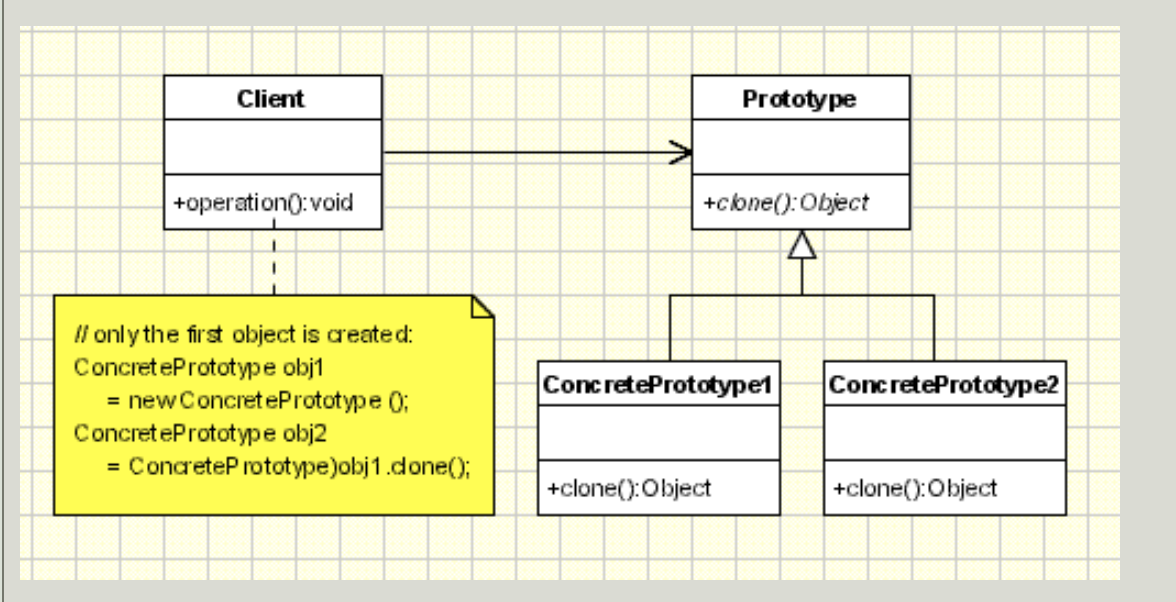 Client
+operation():void
Prototype
+clone():Object
// only the first object is created:
ConcretePrototype obj1
= new ConcretePrototype ();
ConcretePrototype obj2
= ConcretePrototype)obj1.clone();
ConcretePrototype1
+clone():Object
ConcretePrototype2
+clone():Object